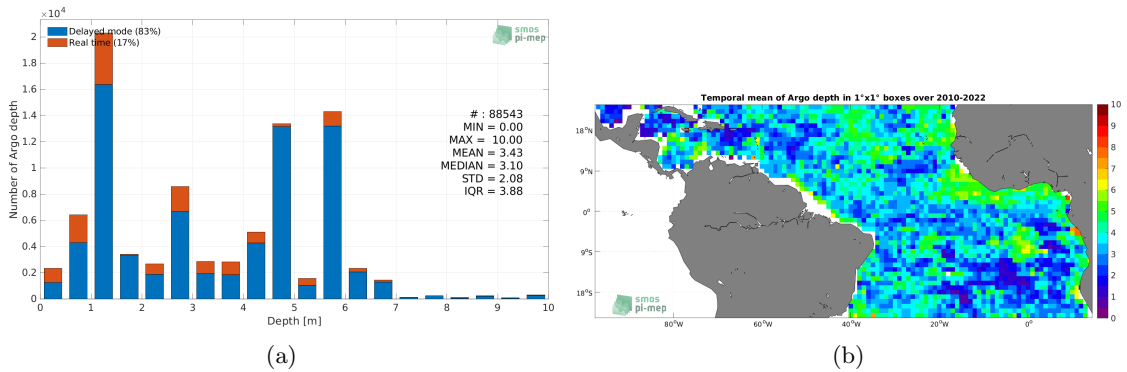 ×10⁴
Delayed mode (83%)
Real time (17%)
smos
pi-mep
2
1.8
1.6
1.4
1.2
1
0.8
0.6
0.4
0.2
0
Number of Argo depth
# : 88543
MIN = 0.00
MAX = 10.00
MEAN = 3.43
MEDIAN = 3.10
STD = 2.08
IQR = 3.88
0 1 2 3 4 5 6 7 8 9 10
Depth [m]
(a)
Temporal mean of Argo depth in 1°x1° boxes over 2010-2022
18°N
9°N
0°
9°S
18°S
80°W 60°W 40°W 20°W 0°
smos
pi-mep
10
9
8
7
6
5
4
3
2
1
0
(b)